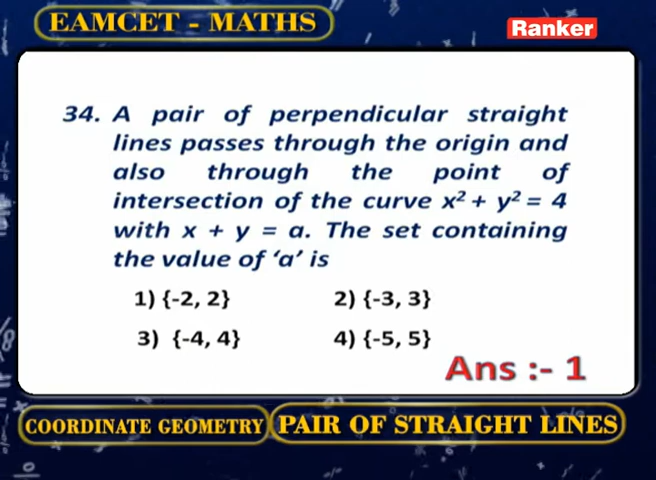 EAMCET - MATHS
Ranker
34. A pair of perpendicular straight
lines passes through the origin and
also through the point of
intersection of the curve x² + y² = 4
with x + y = a. The set containing
the value of ‘a’ is
1) {-2, 2} 2) {-3, 3}
3) {-4, 4} 4) {-5, 5}
Ans :- 1
COORDINATE GEOMETRY PAIR OF STRAIGHT LINES